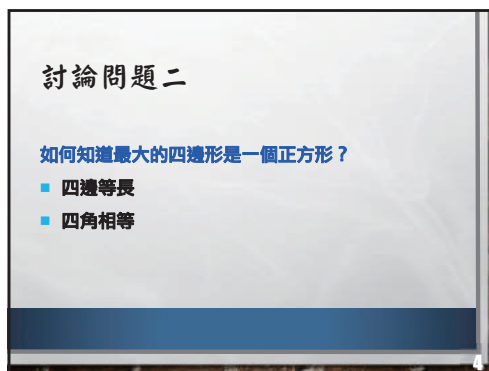 討論問題二
如何知道最大的四邊形是一個正方形？
■ 四邊等長
■ 四角相等
4